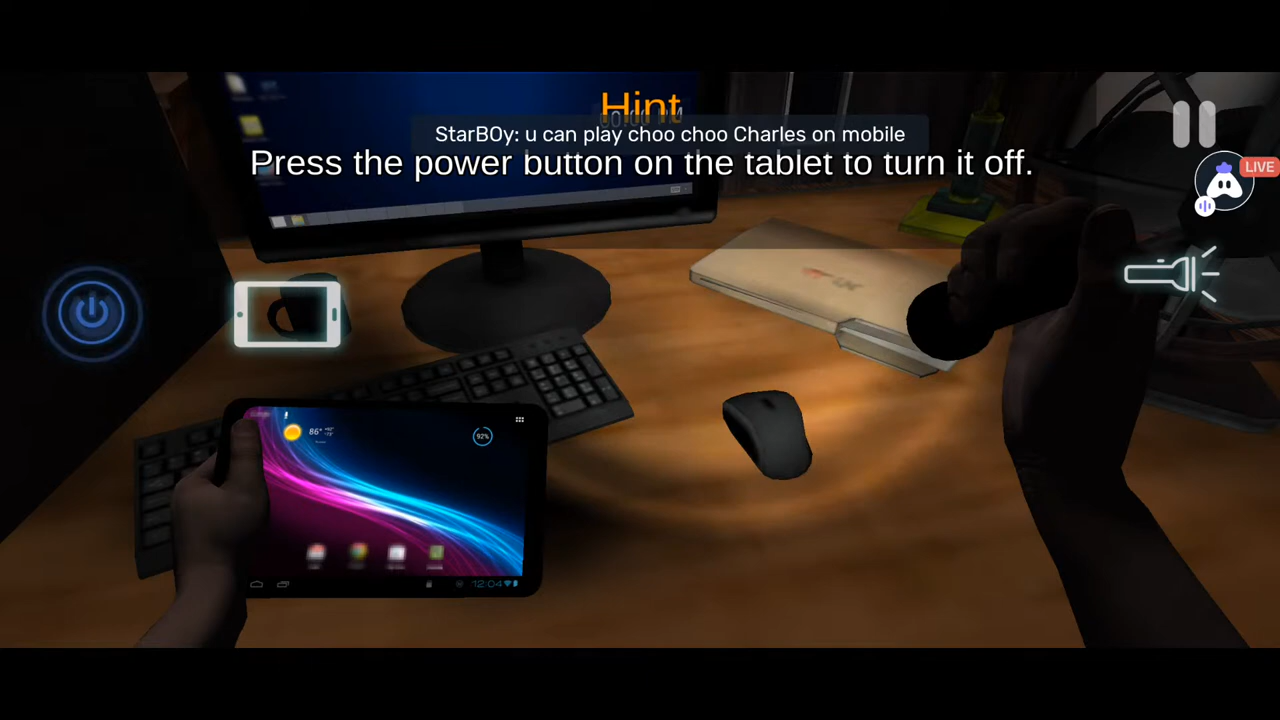 Hint
StarB0y: u can play choo choo Charles on mobile
Press the power button on the tablet to turn it off.
LIVE
86°
92%
12:04